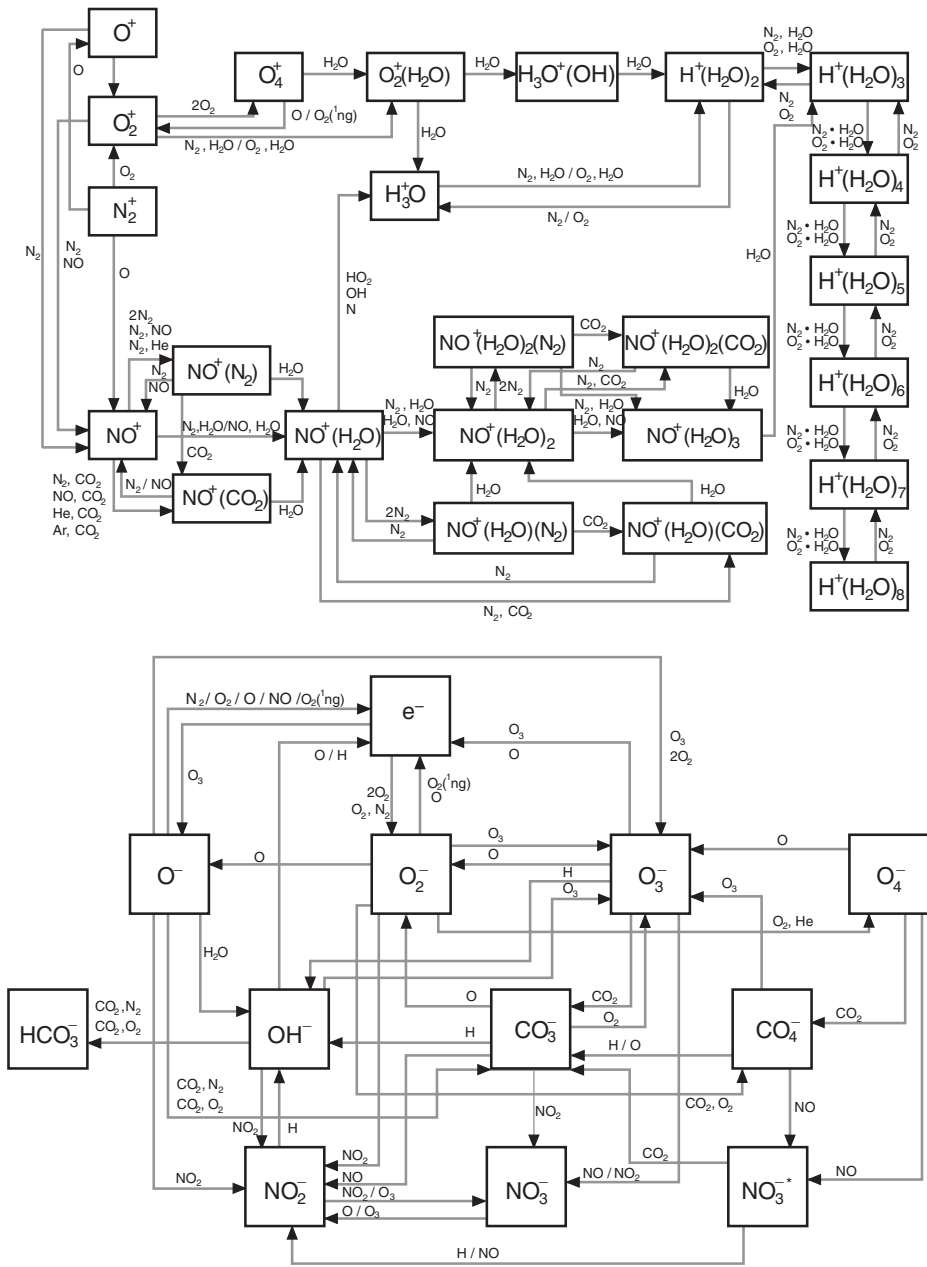 O⁺
O
O₄⁺
H₂O
O₂⁺(H₂O)
H₂O
H₃O⁺(OH)
H₂O
H⁺(H₂O)₂
N₂, H₂O
O₂, H₂O
H⁺(H₂O)₃
N₂
O₂
O₂⁺
2O₂
O / O₂(¹ng)
N₂, H₂O / O₂, H₂O
H₂O
N₂ • H₂O
O₂ • H₂O
N₂
O₂
O₂
N₂⁺
H₃⁺O
N₂, H₂O / O₂, H₂O
N₂ / O₂
H⁺(H₂O)₄
N₂
N₂
NO
O
HO₂
OH
N
H₂O
N₂ • H₂O
O₂ • H₂O
N₂
O₂
H⁺(H₂O)₅
2N₂
N₂, NO
N₂, He
N₂
NO
NO⁺(N₂)
H₂O
NO⁺(H₂O)₂(N₂)
CO₂
NO⁺(H₂O)₂(CO₂)
N₂ • H₂O
O₂ • H₂O
N₂
O₂
N₂
N₂
2N₂
N₂, CO₂
H₂O
H⁺(H₂O)₆
NO⁺
N₂,H₂O/NO, H₂O
NO⁺(H₂O)
N₂, H₂O
H₂O, NO
NO⁺(H₂O)₂
N₂, H₂O
H₂O, NO
NO⁺(H₂O)₃
N₂ • H₂O
O₂ • H₂O
N₂
O₂
CO₂
N₂, CO₂
NO, CO₂
He, CO₂
Ar, CO₂
N₂ / NO
NO⁺(CO₂)
H₂O
H₂O
H₂O
H⁺(H₂O)₇
2N₂
N₂
NO⁺(H₂O)(N₂)
CO₂
NO⁺(H₂O)(CO₂)
N₂ • H₂O
O₂ • H₂O
N₂
O₂
N₂
H⁺(H₂O)₈
N₂, CO₂
N₂ / O₂ / O / NO /O₂(¹ng)
e⁻
O₃
O / H
O₃
O
O₃
2O₂
2O₂
O₂, N₂
O₂(¹ng)
O
O⁻
O
O₂⁻
O₃
O
O₃⁻
O
O₄⁻
H
O₃
O₃
O₂, He
H₂O
HCO₃⁻
CO₂, N₂
CO₂, O₂
OH⁻
O
H
CO₃⁻
CO₂
O₂
H / O
CO₄⁻
CO₂
CO₂, N₂
CO₂, O₂
CO₂, O₂
NO₂
H
NO₂
NO
NO₂
NO₂⁻
NO₂
NO
NO₂ / O₃
O / O₃
NO₃⁻
NO / NO₂
CO₂
NO₃⁻*
NO
H / NO